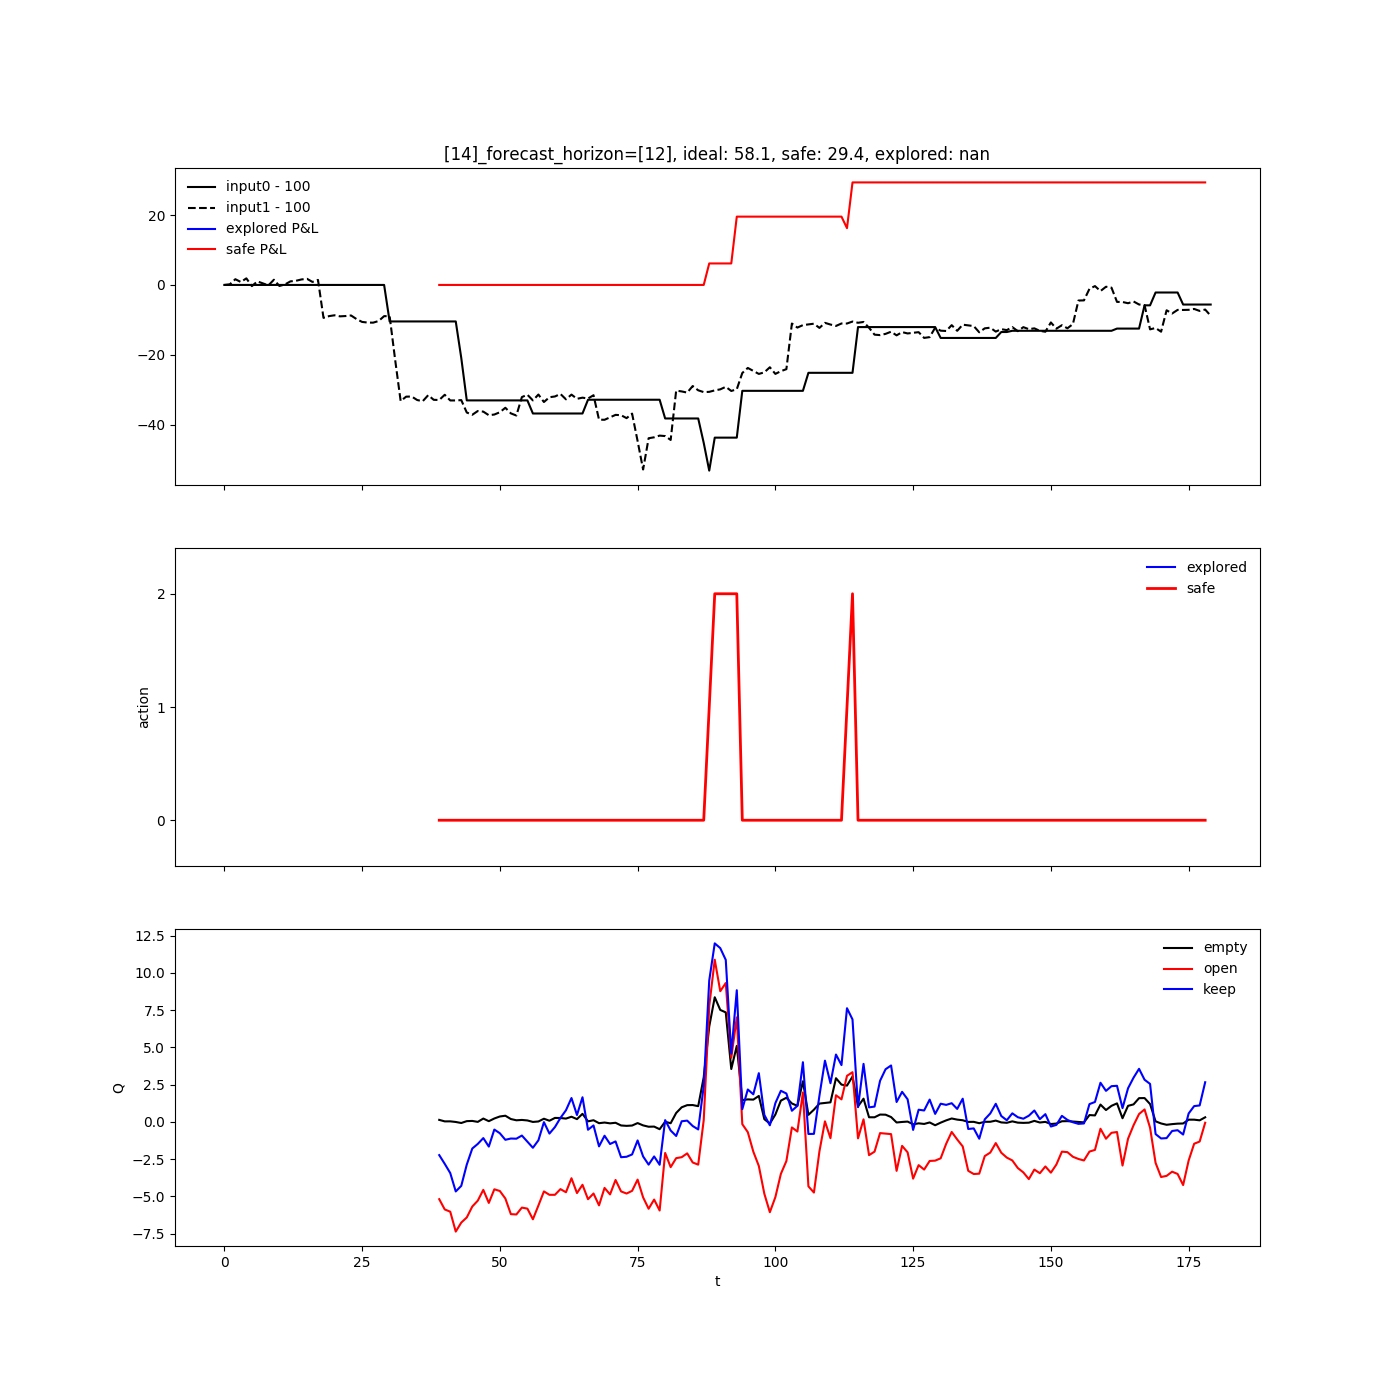 [14]_forecast_horizon=[12], ideal: 58.1, safe: 29.4, explored: nan
input0 - 100
input1 - 100
explored P&L
safe P&L
20
0
−20
−40
explored
safe
2
1
0
action
empty
open
keep
12.5
10.0
7.5
5.0
2.5
0.0
−2.5
−5.0
−7.5
Q
0 25 50 75 100 125 150 175
t